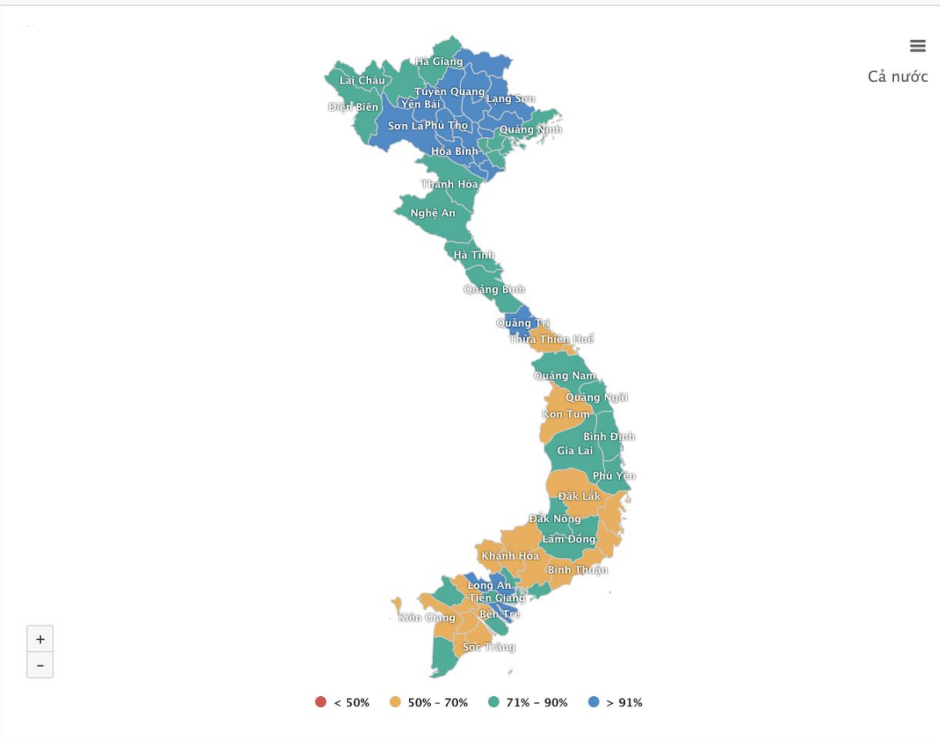 Cả nước
Hà Giang
Lai Châu
Tuyên Quang
Lạng Sơn
Yên Bái
Điện Biên
Sơn La
Phú Thọ
Quảng Ninh
Hòa Bình
Thanh Hóa
Nghệ An
Hà Tĩnh
Quảng Bình
Quảng Trị
Thừa Thiên Huế
Quảng Nam
Quảng Ngãi
Kon Tum
Bình Định
Gia Lai
Phú Yên
Đắk Lắk
Đắk Nông
Lâm Đồng
Khánh Hòa
Bình Thuận
Long An
Tiền Giang
Bến Tre
Kiên Giang
Sóc Trăng
+
−
< 50% 50% - 70% 71% - 90% > 91%